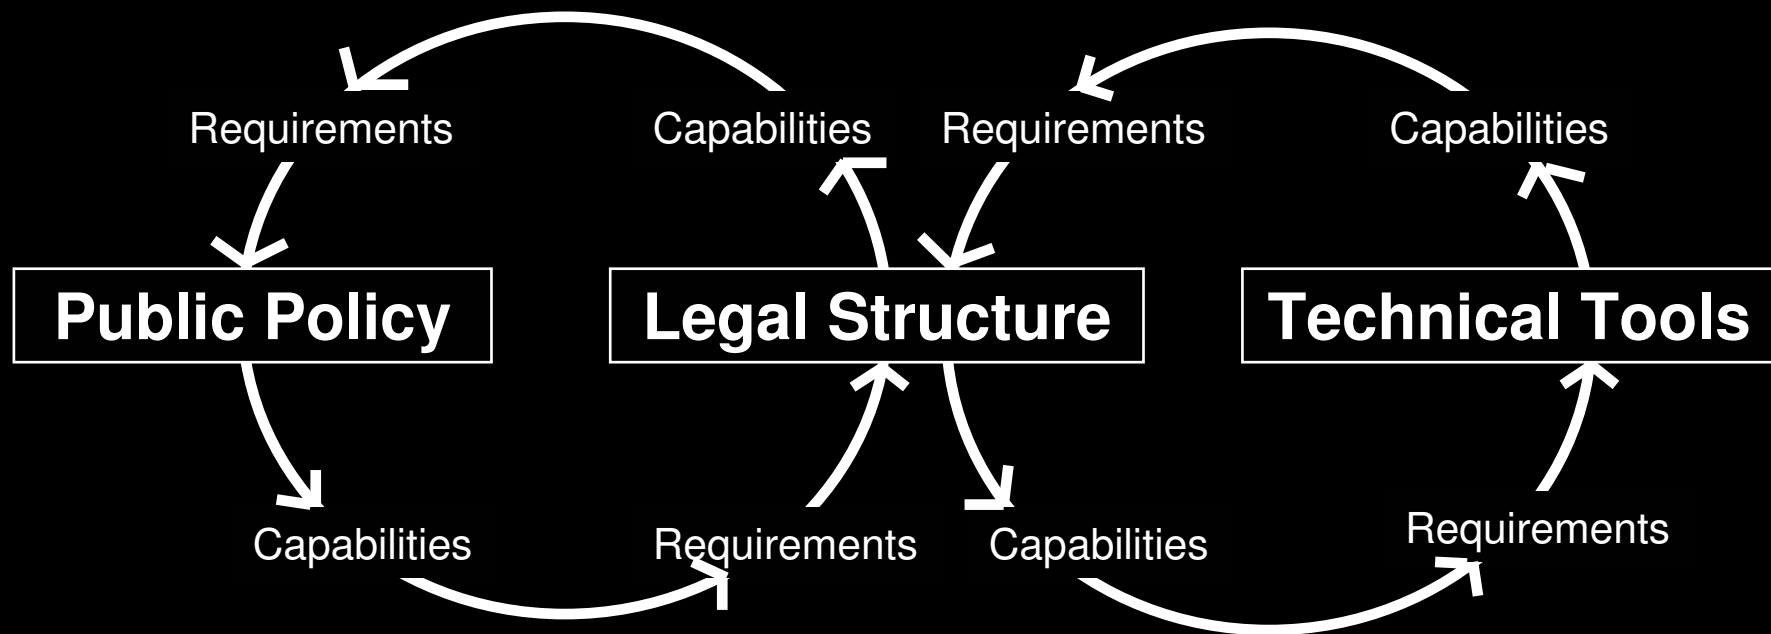 Requirements
Capabilities
Requirements
Capabilities
Public Policy
Legal Structure
Technical Tools
Capabilities
Requirements
Capabilities
Requirements